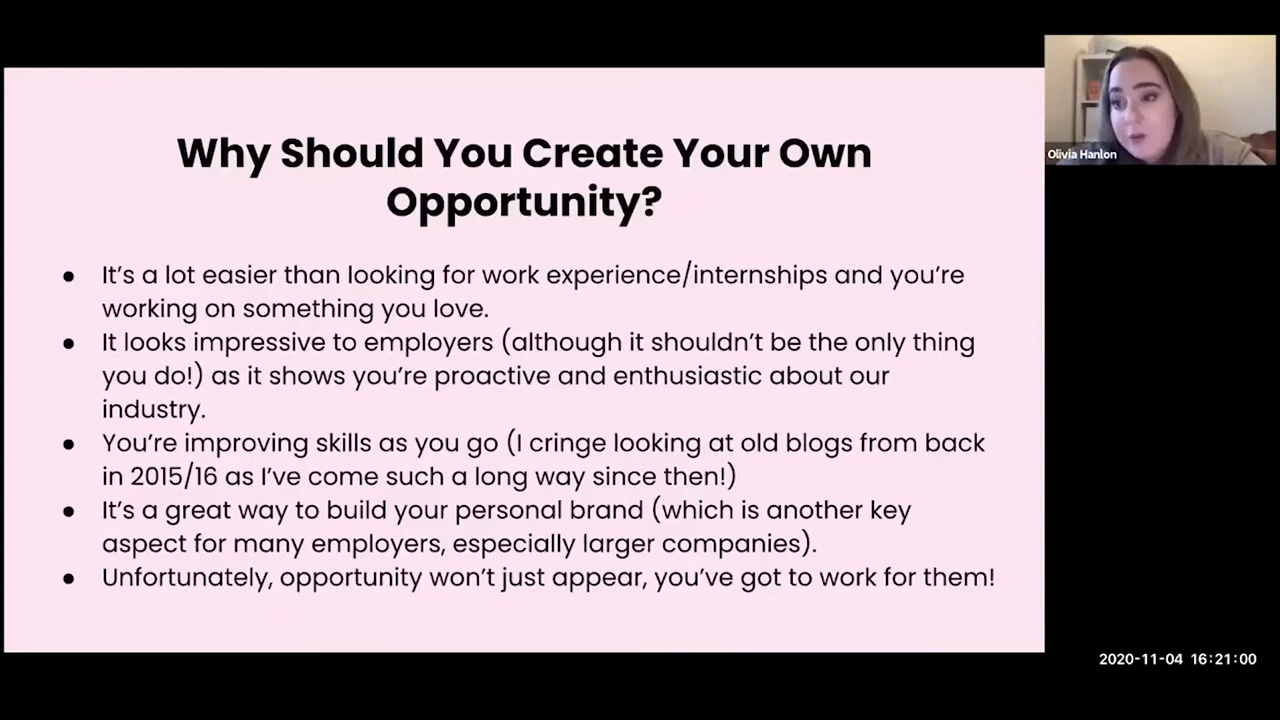 Why Should You Create Your Own
Opportunity?
● It's a lot easier than looking for work experience/internships and you're
working on something you love.
● It looks impressive to employers (although it shouldn't be the only thing
you do!) as it shows you're proactive and enthusiastic about our
industry.
● You're improving skills as you go (I cringe looking at old blogs from back
in 2015/16 as I've come such a long way since then!)
● It's a great way to build your personal brand (which is another key
aspect for many employers, especially larger companies).
● Unfortunately, opportunity won't just appear, you've got to work for them!
Olivia Hanlon
2020-11-04 16:21:00